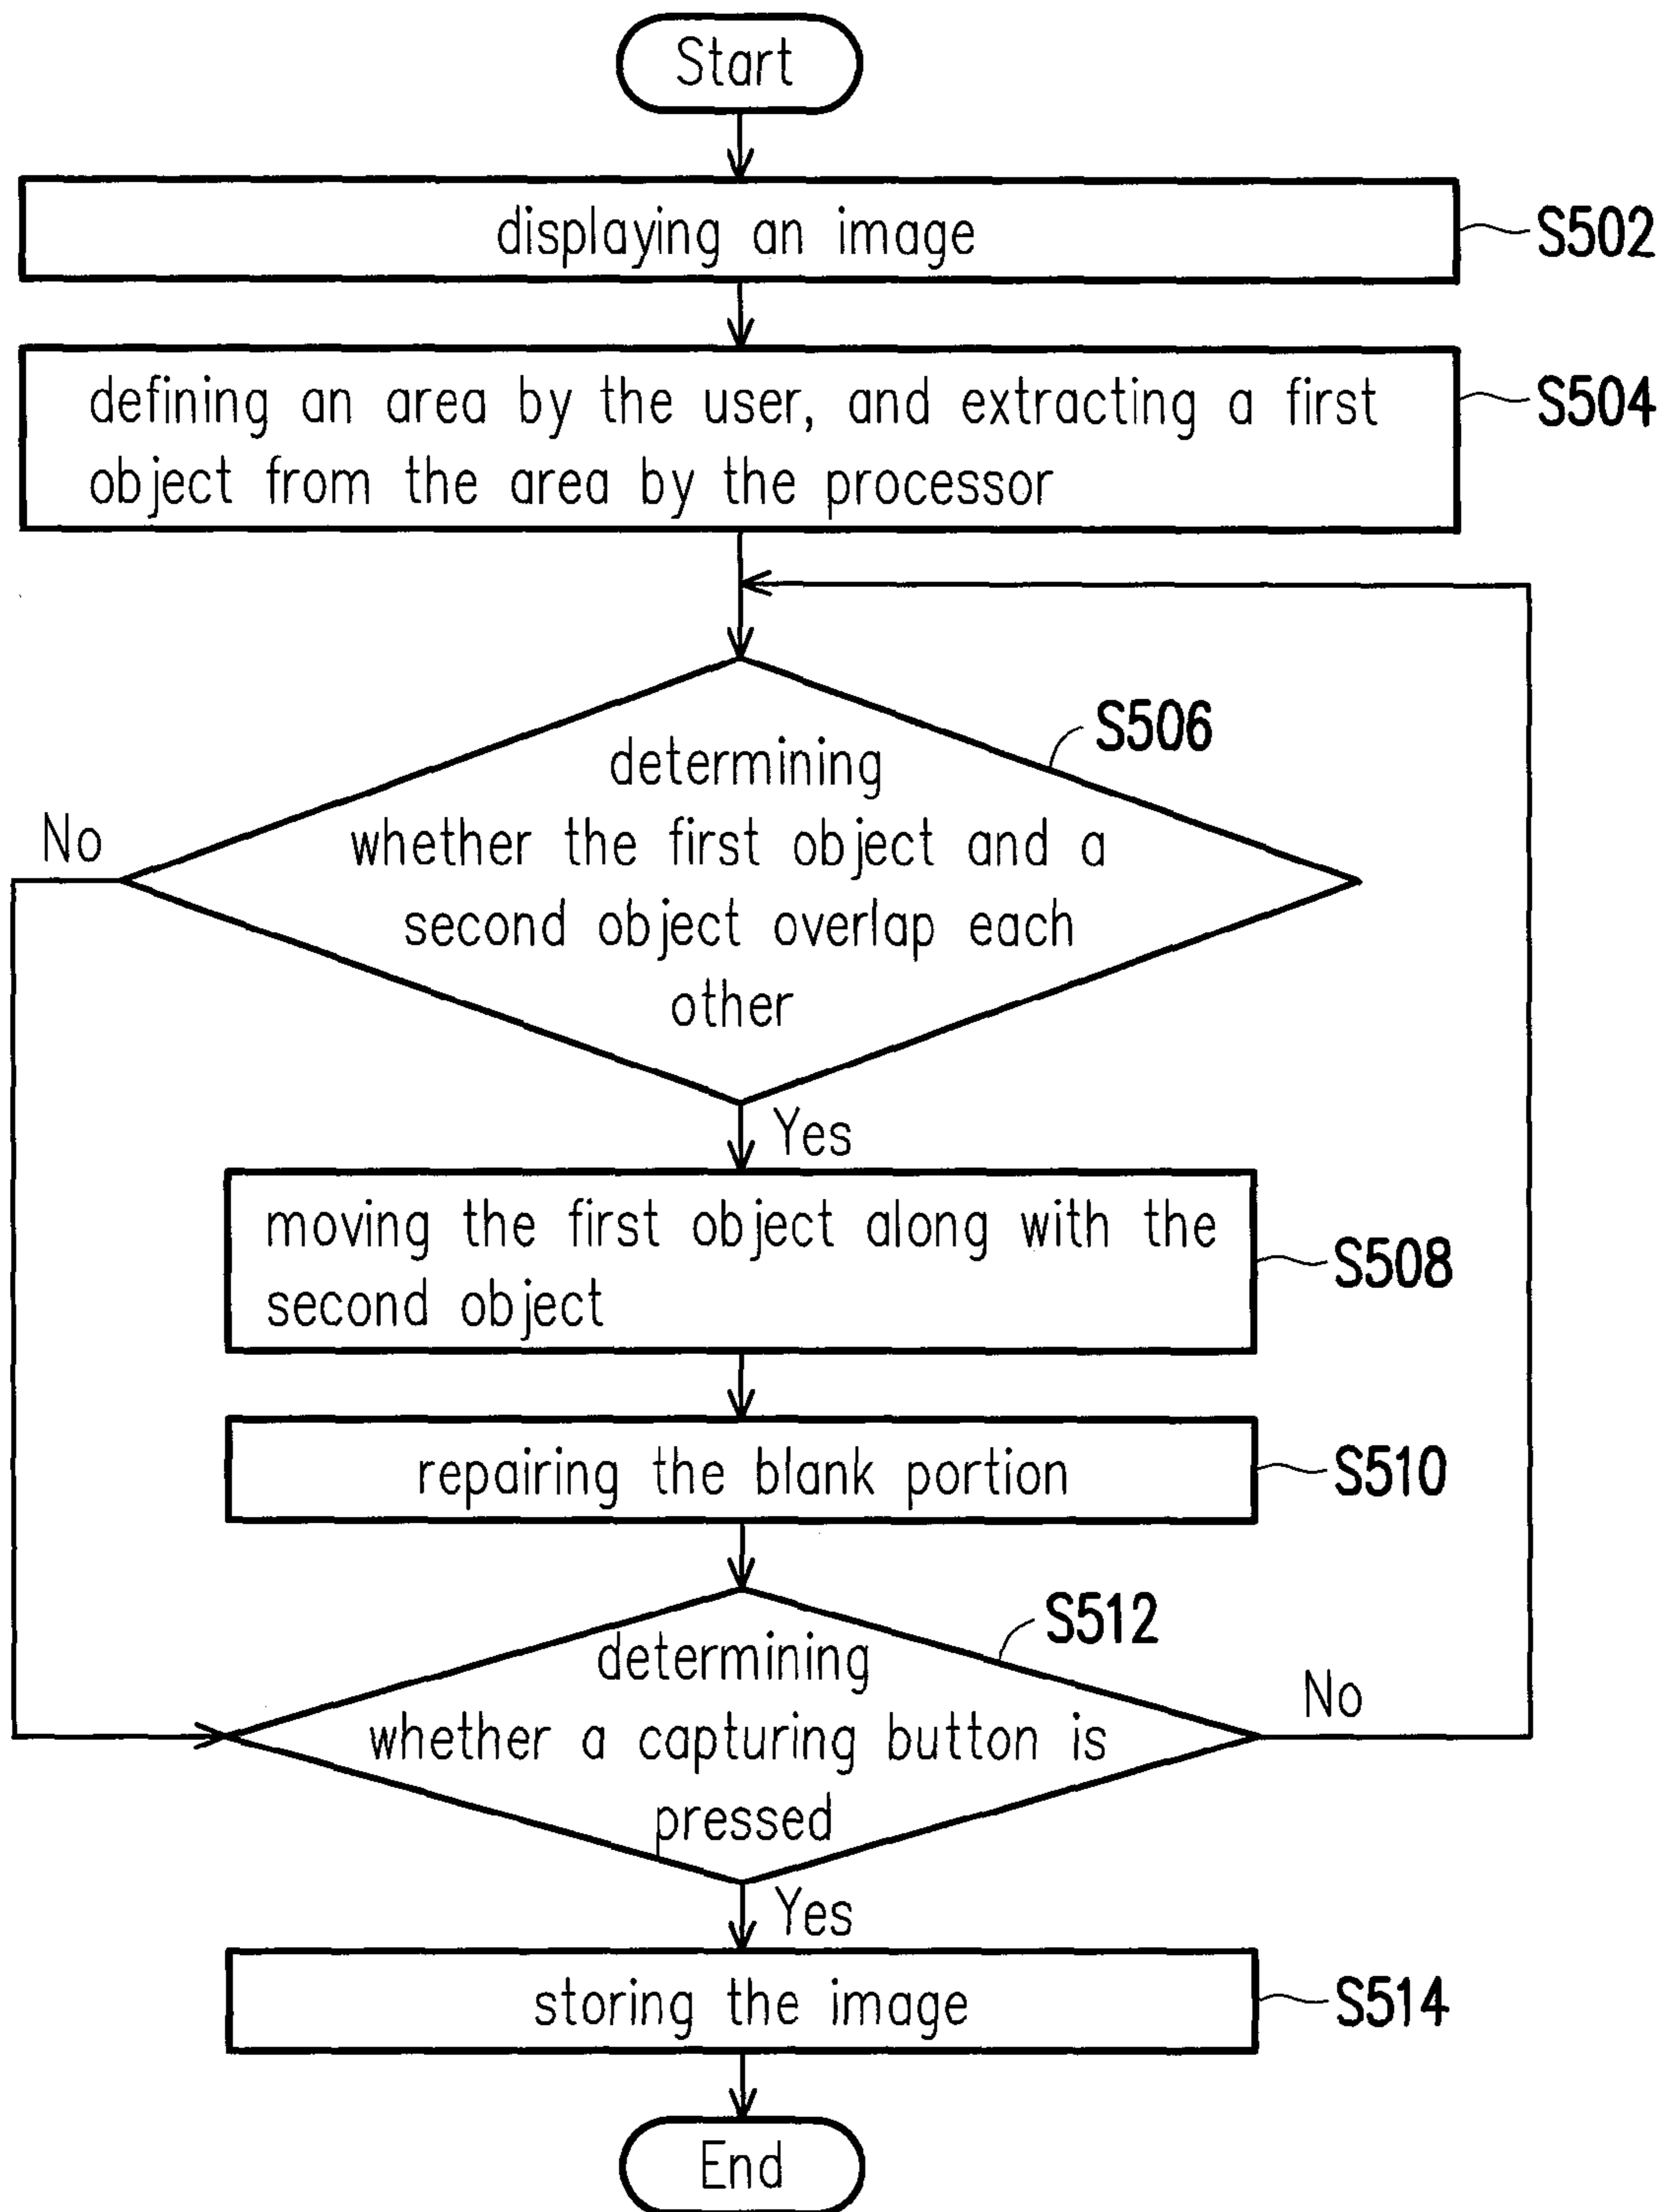 Start
displaying an image
S502
defining an area by the user, and extracting a first
object from the area by the processor
S504
S506
determining
whether the first object and a
second object overlap each
other
No
Yes
moving the first object along with the
second object
S508
repairing the blank portion
S510
S512
determining
whether a capturing button is
pressed
No
Yes
storing the image
S514
End